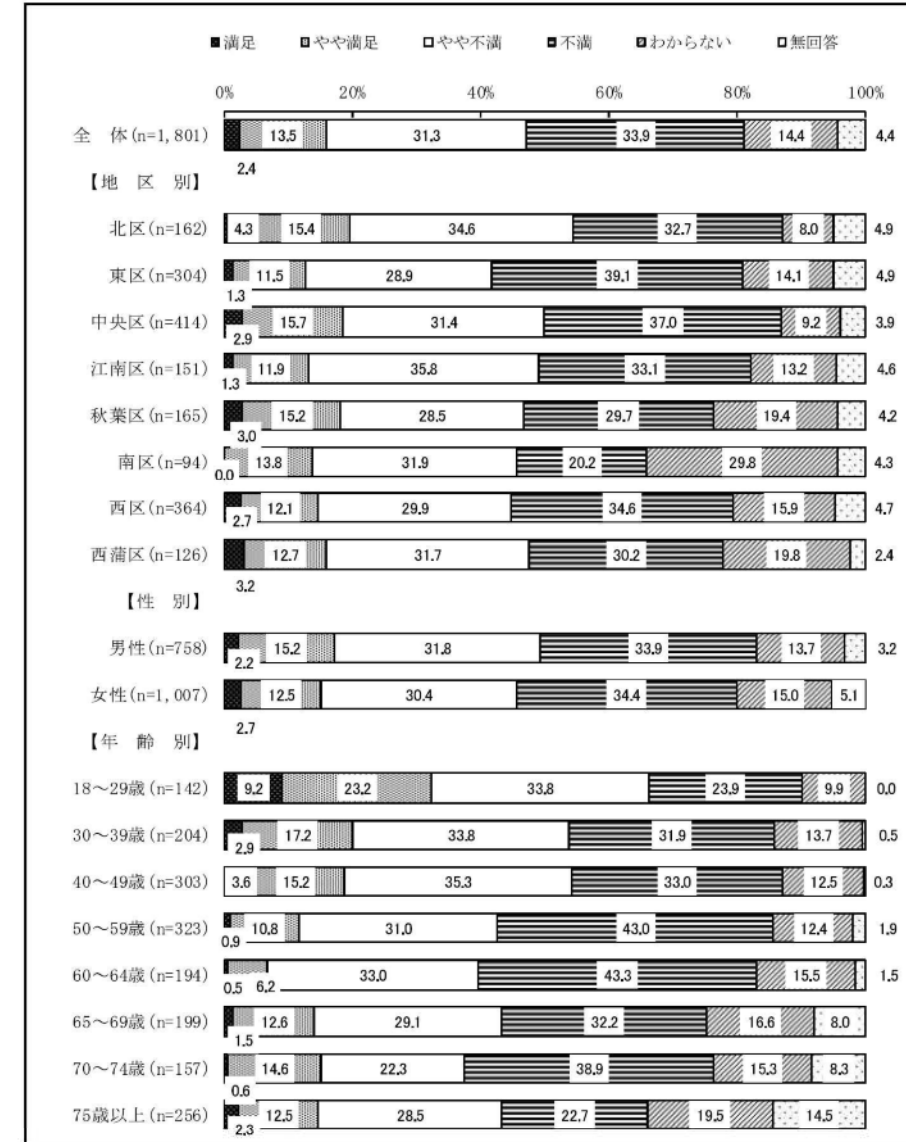 満足 やや満足 やや不満 不満 わからない 無回答
0% 20% 40% 60% 80% 100%
全 体(n=1,801) 13.5 31.3 33.9 14.4 4.4
2.4
【地 区 別】
北区(n=162) 4.3 15.4 34.6 32.7 8.0 4.9
東区(n=304) 11.5 28.9 39.1 14.1 4.9
1.3
中央区(n=414) 15.7 31.4 37.0 9.2 3.9
2.9
江南区(n=151) 11.9 35.8 33.1 13.2 4.6
1.3
秋葉区(n=165) 15.2 28.5 29.7 19.4 4.2
3.0
南区(n=94) 13.8 31.9 20.2 29.8 4.3
0.0
西区(n=364) 12.1 29.9 34.6 15.9 4.7
2.7
西蒲区(n=126) 12.7 31.7 30.2 19.8 2.4
3.2
【性 別】
男性(n=758) 15.2 31.8 33.9 13.7 3.2
2.2
女性(n=1,007) 12.5 30.4 34.4 15.0 5.1
2.7
【年 齢 別】
18～29歳(n=142) 9.2 23.2 33.8 23.9 9.9 0.0
30～39歳(n=204) 17.2 33.8 31.9 13.7 0.5
2.9
40～49歳(n=303) 3.6 15.2 35.3 33.0 12.5 0.3
50～59歳(n=323) 10.8 31.0 43.0 12.4 1.9
0.9
60～64歳(n=194) 33.0 43.3 15.5 1.5
0.5 6.2
65～69歳(n=199) 12.6 29.1 32.2 16.6 8.0
1.5
70～74歳(n=157) 14.6 22.3 38.9 15.3 8.3
0.6
75歳以上(n=256) 12.5 28.5 22.7 19.5 14.5
2.3